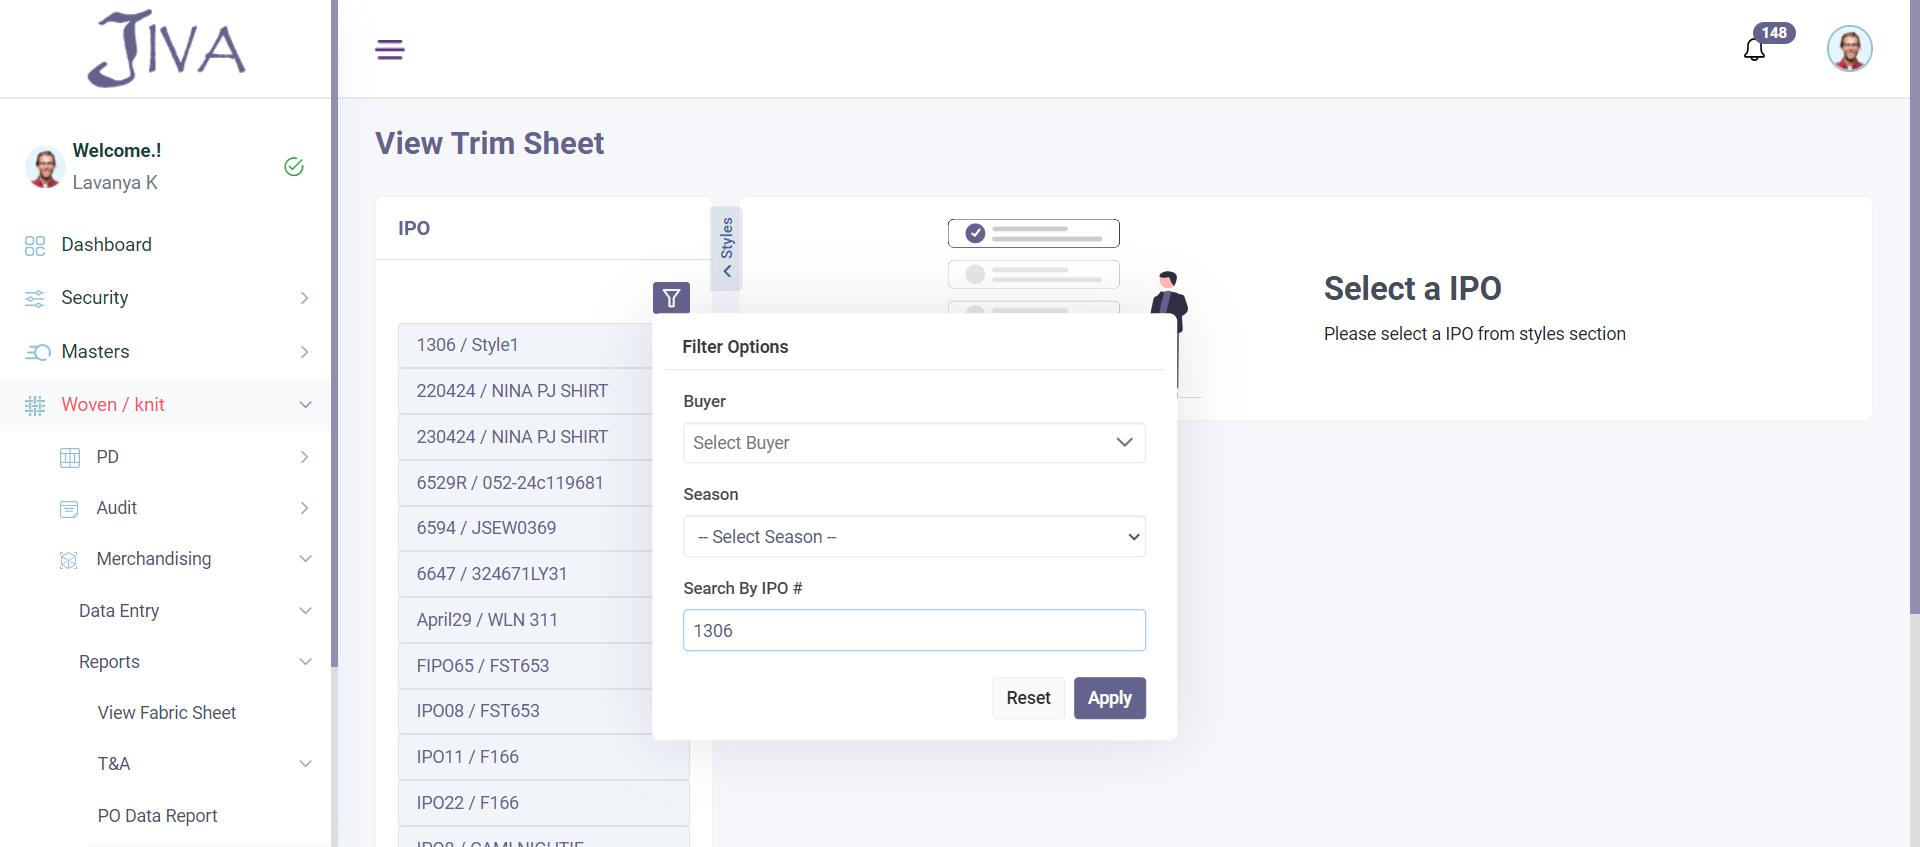 JIVA
148
Welcome.!
Lavanya K
Dashboard
Security
Masters
Woven / knit
PD
Audit
Merchandising
Data Entry
Reports
View Fabric Sheet
T&A
PO Data Report
View Trim Sheet
IPO
Styles
1306 / Style1
220424 / NINA PJ SHIRT
230424 / NINA PJ SHIRT
6529R / 052-24c119681
6594 / JSEW0369
6647 / 324671LY31
April29 / WLN 311
FIPO65 / FST653
IPO08 / FST653
IPO11 / F166
IPO22 / F166
IPO8 / CAMI NIGHTIE
Filter Options
Buyer
Select Buyer
Season
-- Select Season --
Search By IPO #
1306
Reset
Apply
Select a IPO
Please select a IPO from styles section